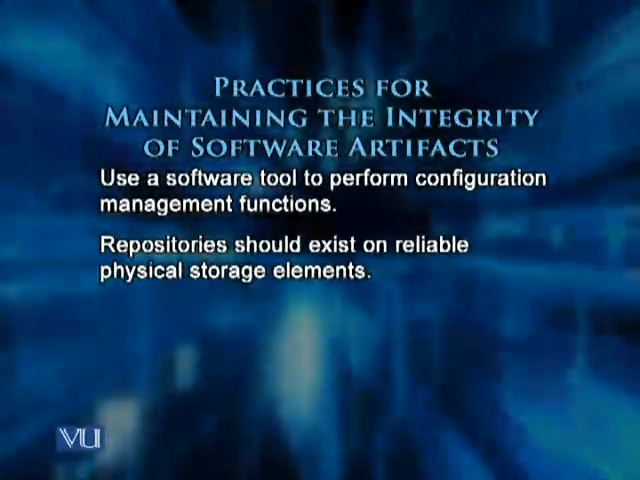 PRACTICES FOR
MAINTAINING THE INTEGRITY
OF SOFTWARE ARTIFACTS
Use a software tool to perform configuration
management functions.
Repositories should exist on reliable
physical storage elements.
VU